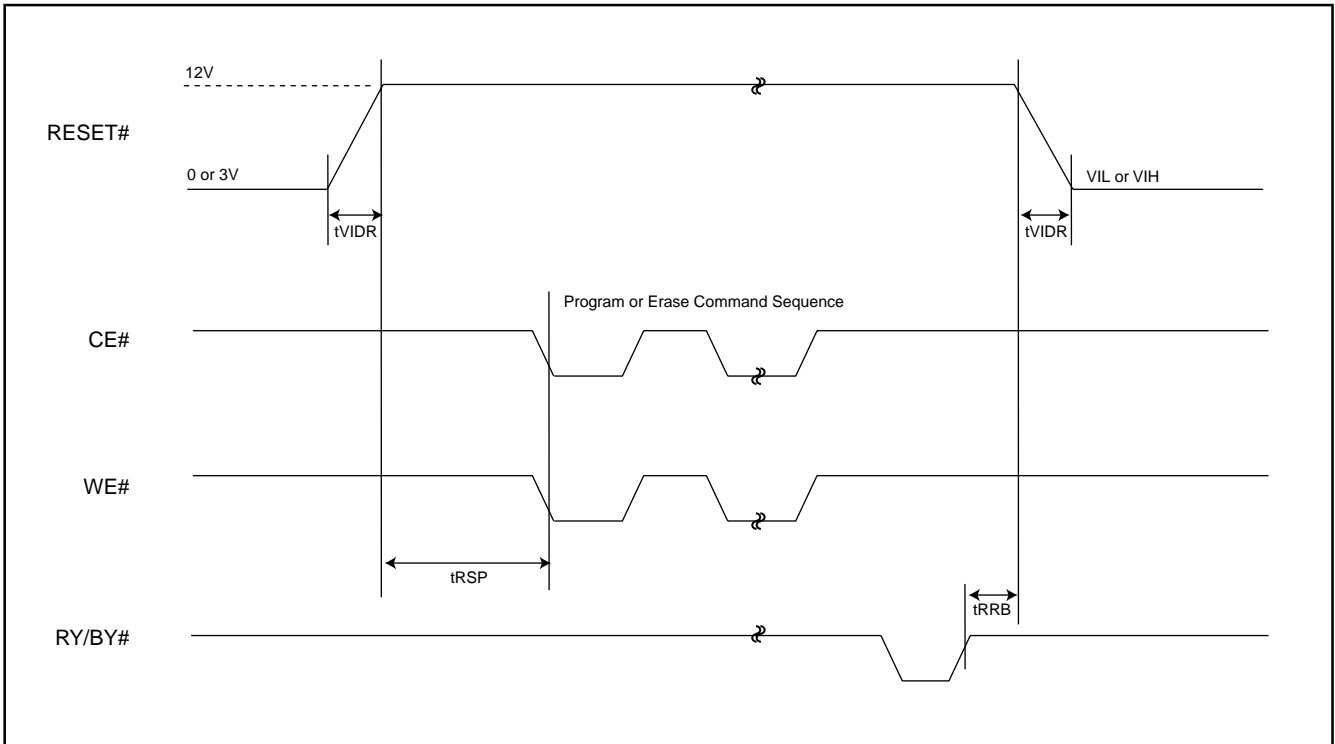 12V
RESET#
0 or 3V
VIL or VIH
tVIDR
tVIDR
Program or Erase Command Sequence
CE#
WE#
tRSP
tRRB
RY/BY#